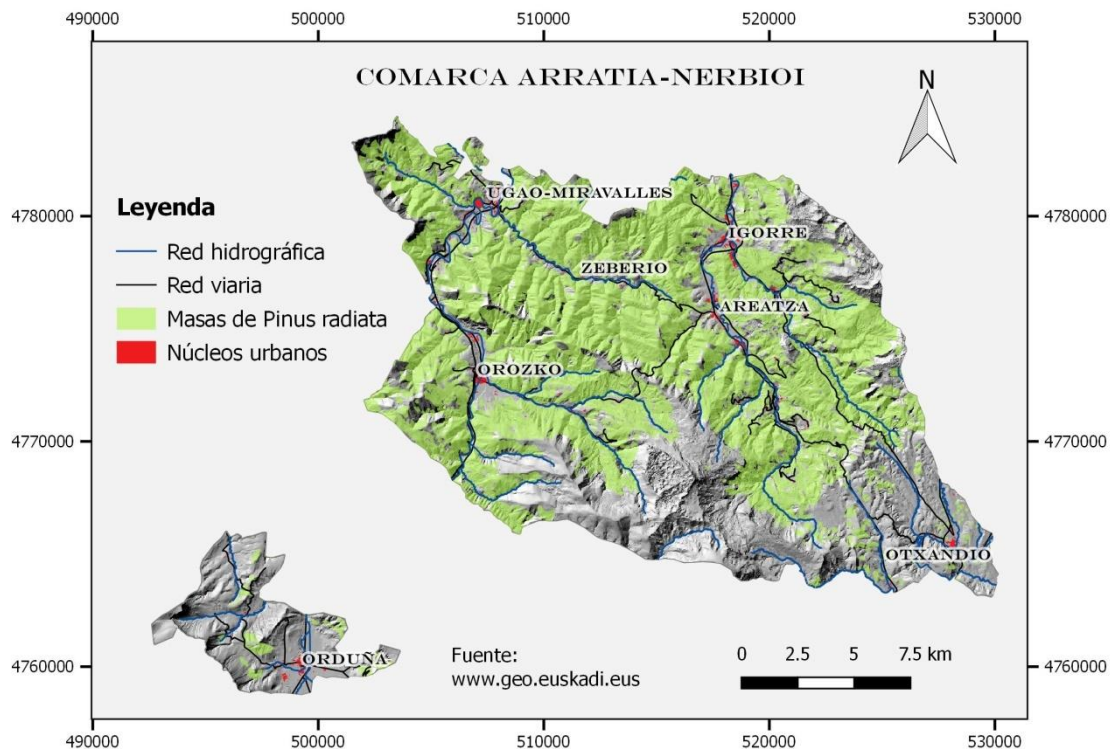 490000 500000 510000 520000 530000
COMARCA ARRATIA-NERBIOI
N
Leyenda
Red hidrográfica
Red viaria
Masas de Pinus radiata
Núcleos urbanos
4780000 4780000
UGAO-MIRAVALLES
IGORRE
ZEBERIO
AREATZA
OROZKO
4770000 4770000
OTXANDIO
ORDUÑA
4760000 4760000
Fuente:
www.geo.euskadi.eus
0 2.5 5 7.5 km
490000 500000 510000 520000 530000